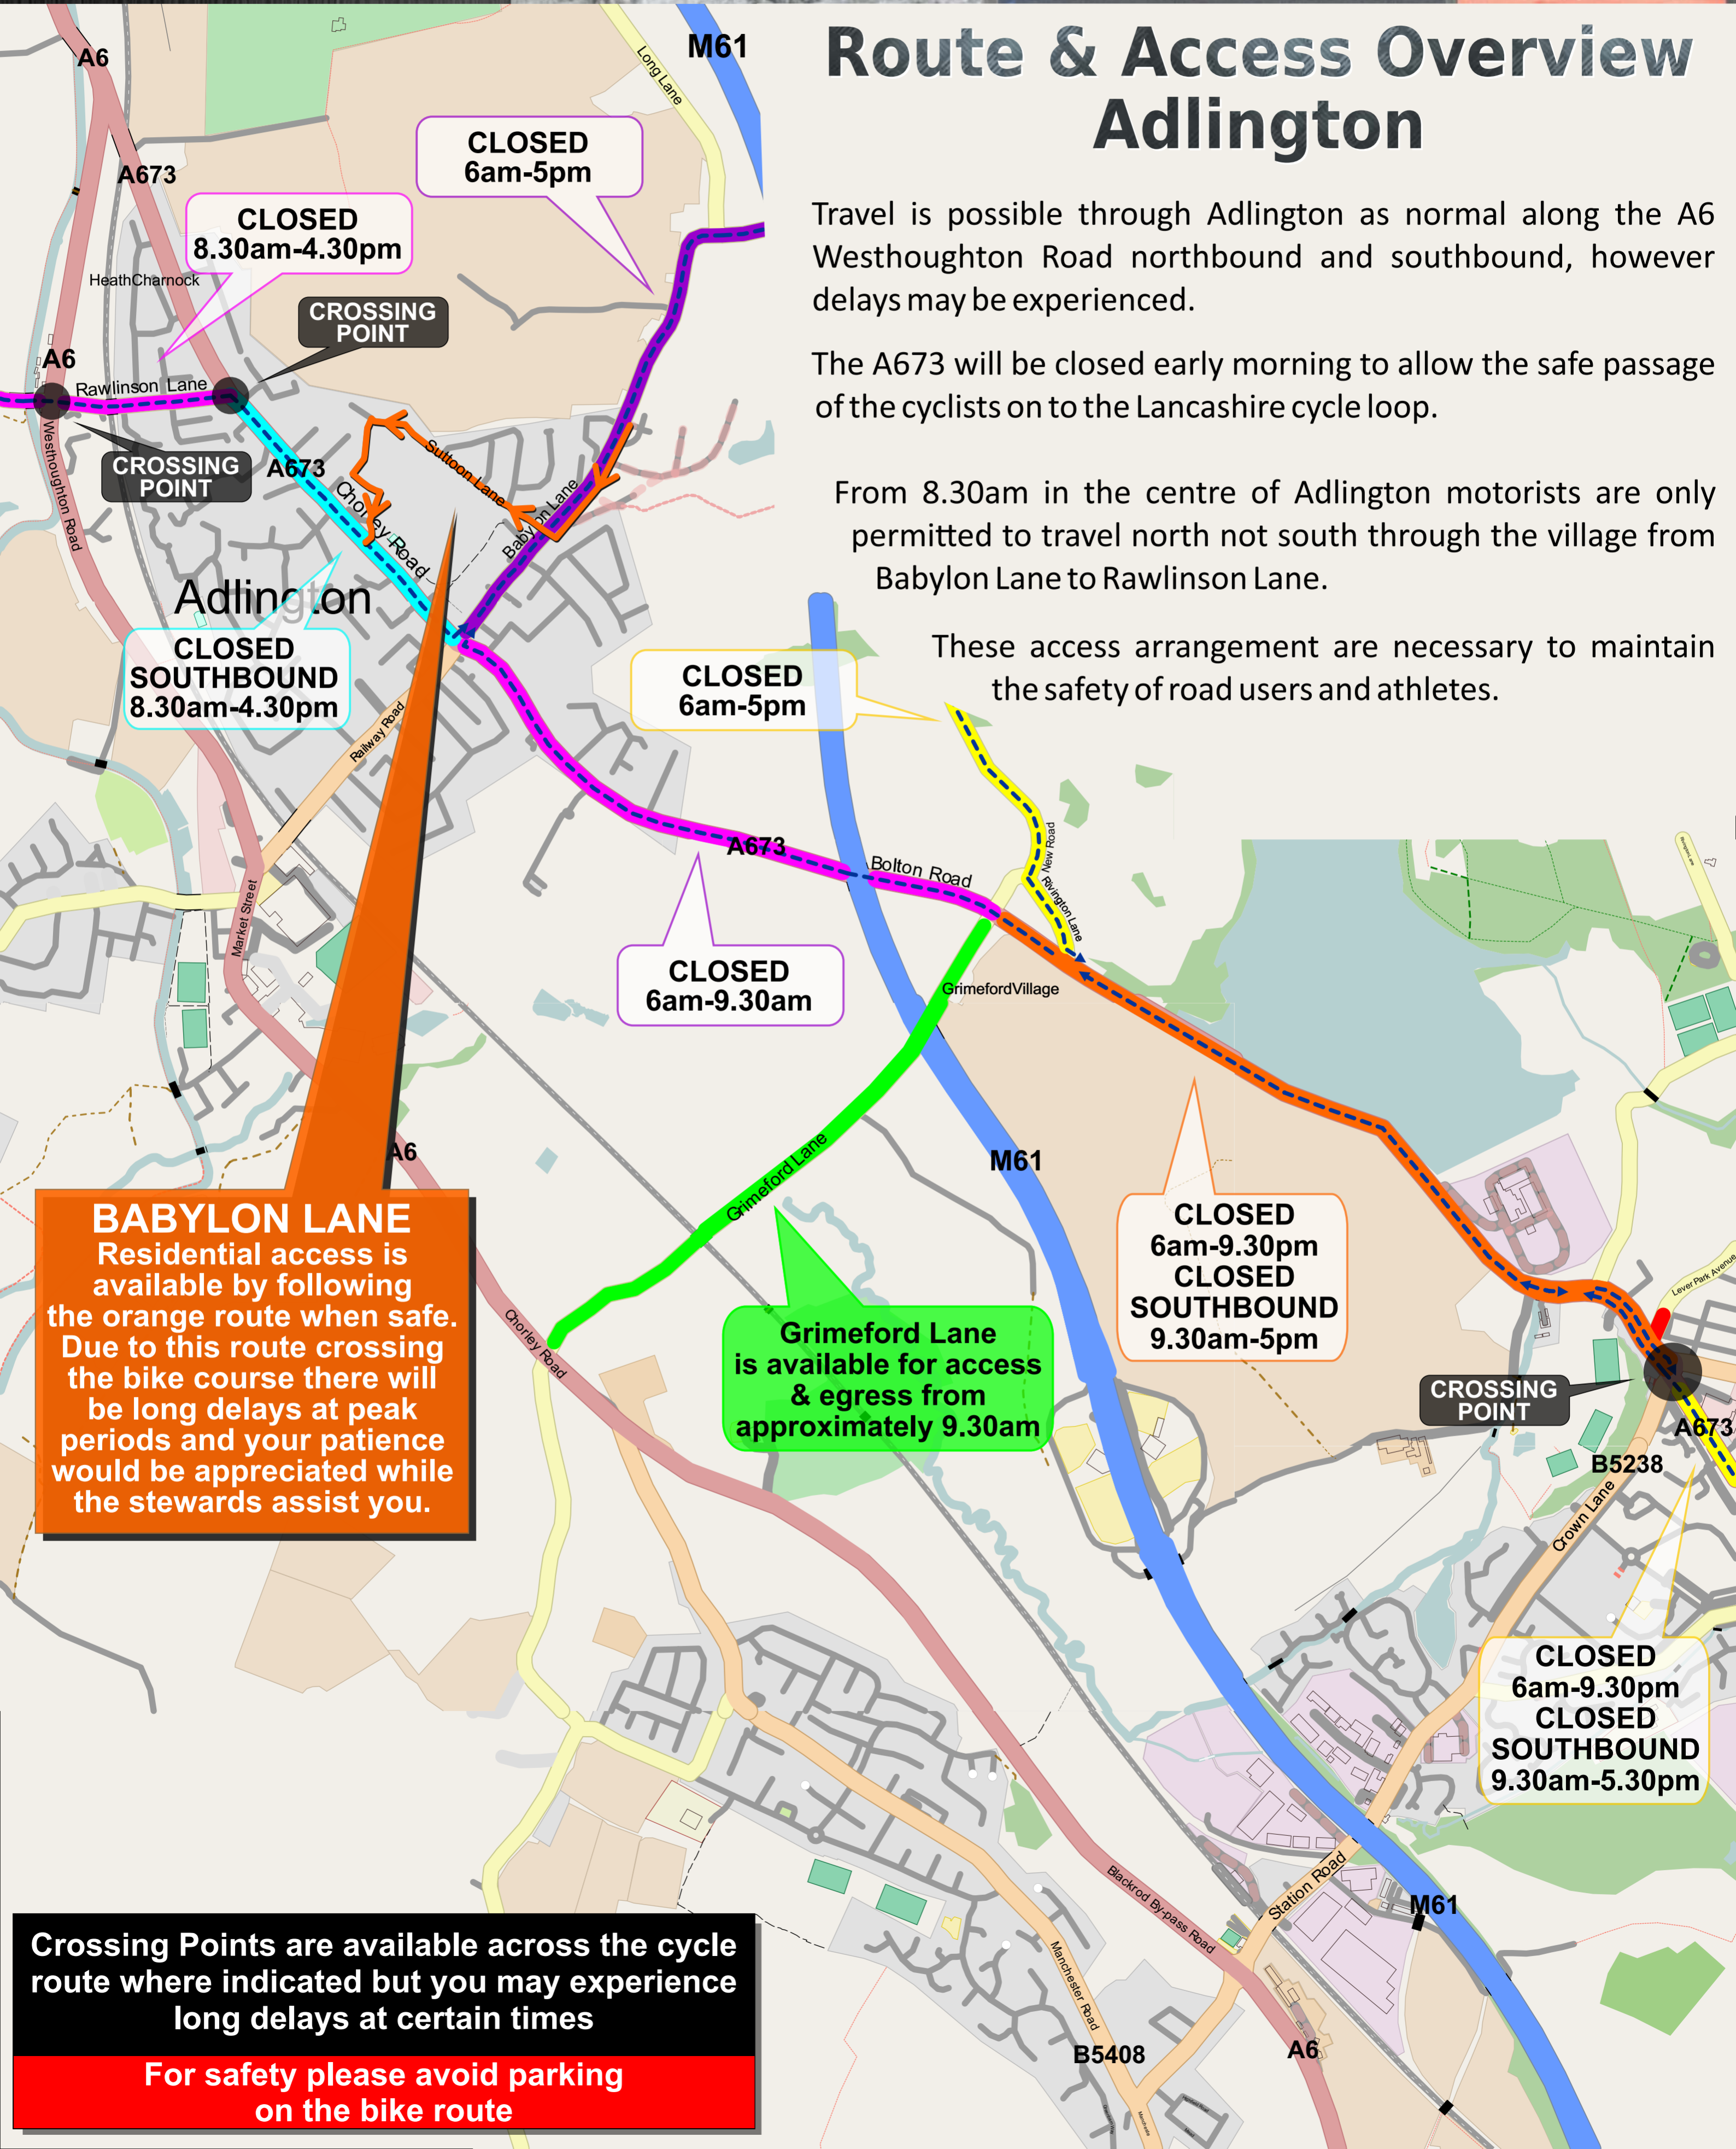 Route & Access Overview
Adlington
Travel is possible through Adlington as normal along the A6
Westhoughton Road northbound and southbound, however
delays may be experienced.
The A673 will be closed early morning to allow the safe passage
of the cyclists on to the Lancashire cycle loop.
From 8.30am in the centre of Adlington motorists are only
permitted to travel north not south through the village from
Babylon Lane to Rawlinson Lane.
These access arrangement are necessary to maintain
the safety of road users and athletes.
A6
M61
Long Lane
A673
CLOSED
6am-5pm
CLOSED
8.30am-4.30pm
HeathCharnock
CROSSING
POINT
A6
Rawlinson Lane
Westhoughton Road
CROSSING
POINT
A673
Chorley Road
Suttoon Lane
Babylon Lane
Adlington
CLOSED
SOUTHBOUND
8.30am-4.30pm
Railway Road
CLOSED
6am-5pm
New Road
Rivington Lane
A673
Bolton Road
Market Street
CLOSED
6am-9.30am
GrimefordVillage
A6
Grimeford Lane
M61
BABYLON LANE
Residential access is
available by following
the orange route when safe.
Due to this route crossing
the bike course there will
be long delays at peak
periods and your patience
would be appreciated while
the stewards assist you.
Chorley Road
Grimeford Lane
is available for access
& egress from
approximately 9.30am
CLOSED
6am-9.30pm
CLOSED
SOUTHBOUND
9.30am-5pm
Lever Park Avenue
CROSSING
POINT
A673
B5238
Crown Lane
CLOSED
6am-9.30pm
CLOSED
SOUTHBOUND
9.30am-5.30pm
Blackrod By-pass Road
Station Road
M61
Manchester Road
B5408
A6
Crossing Points are available across the cycle
route where indicated but you may experience
long delays at certain times
For safety please avoid parking
on the bike route